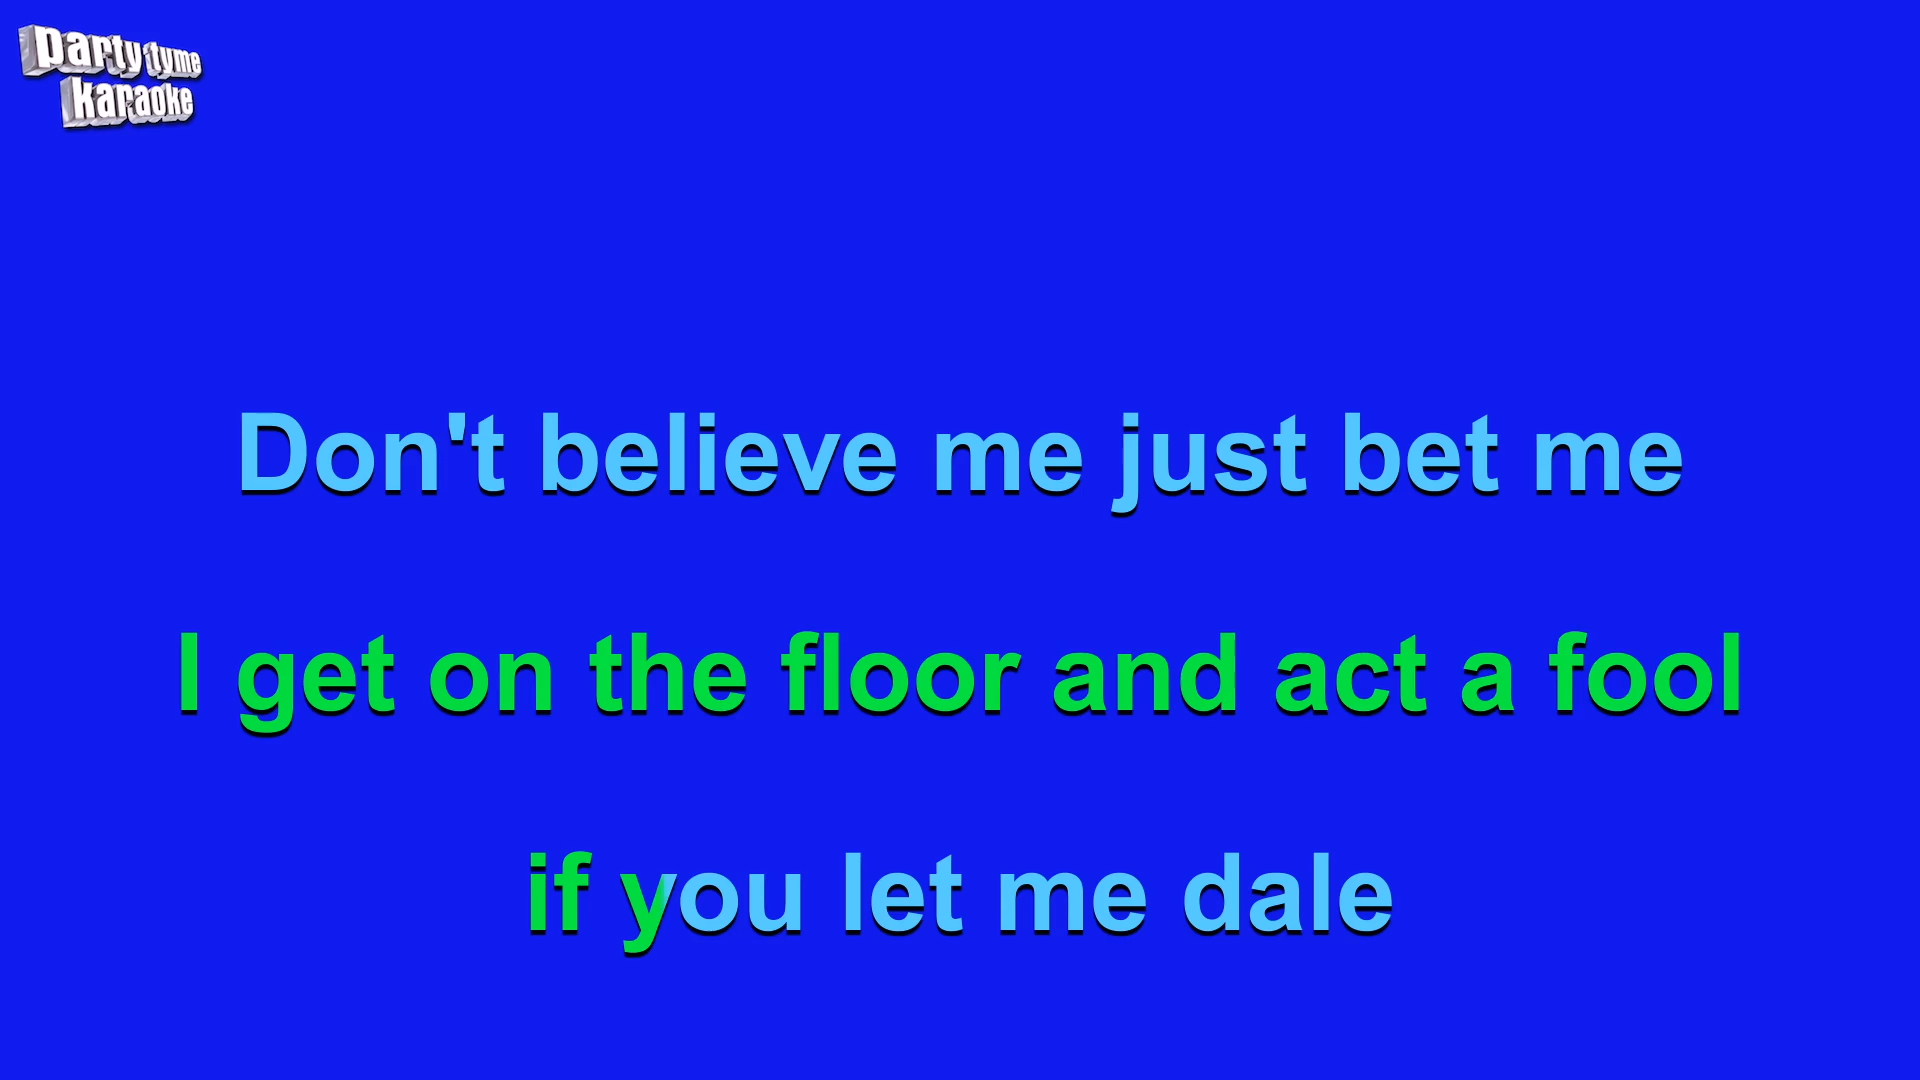 party tyme
karaoke
Don't believe me just bet me
I get on the floor and act a fool
if you let me dale